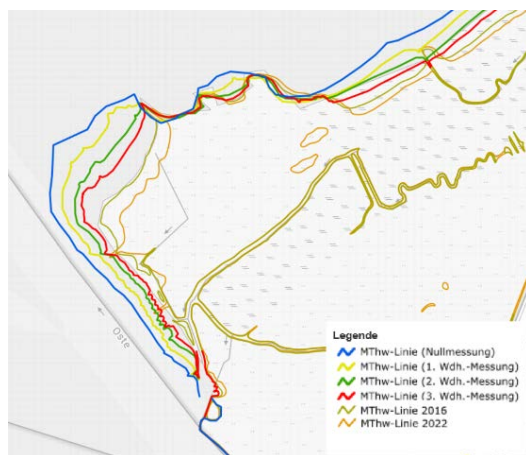 Oste
Legende
MThw-Linie (Nullmessung)
MThw-Linie (1. Wdh.-Messung)
MThw-Linie (2. Wdh.-Messung)
MThw-Linie (3. Wdh.-Messung)
MThw-Linie 2016
MThw-Linie 2022